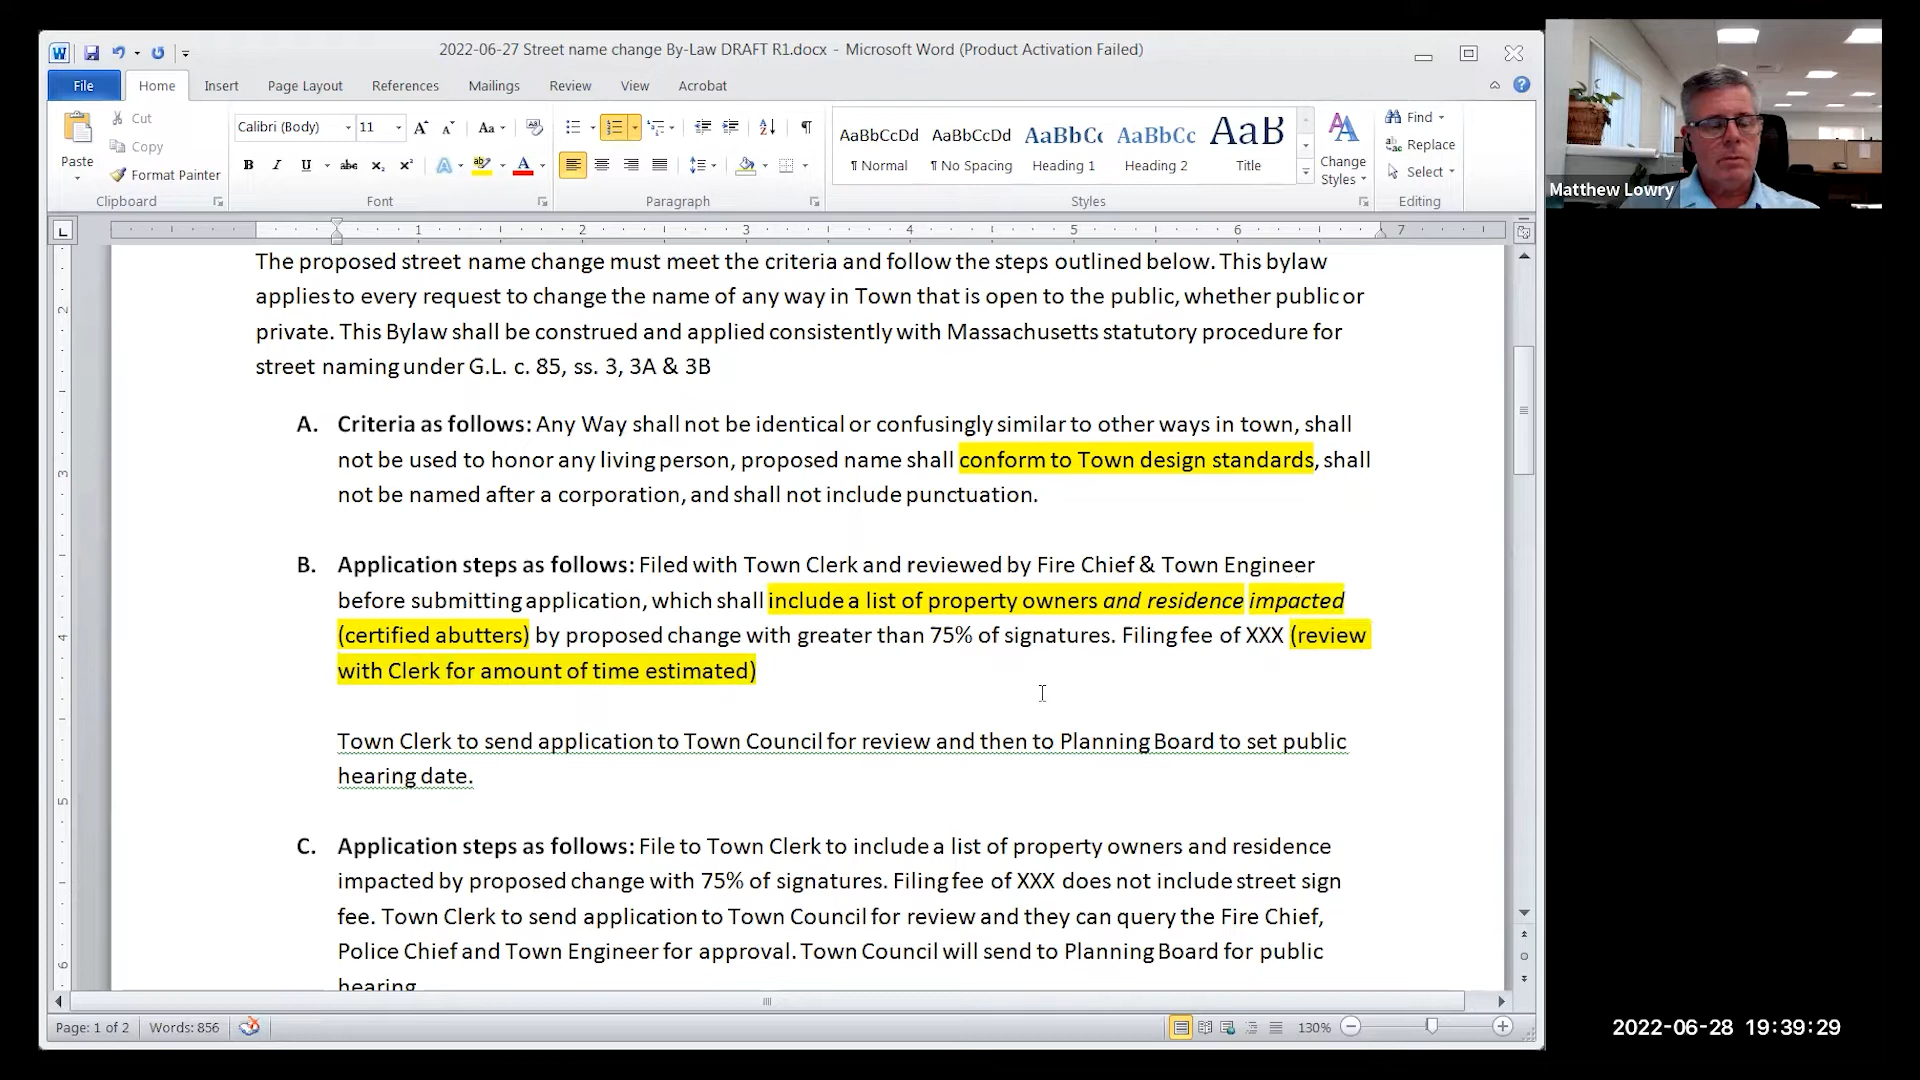 2022-06-27 Street name change By-Law DRAFT R1.docx - Microsoft Word (Product Activation Failed)
File Home Insert Page Layout References Mailings Review View Acrobat
Paste
Cut
Copy
Format Painter
Clipboard
Calibri (Body) 11
Font
Paragraph
AaBbCcDd AaBbCcDd AaBbCc AaBbCc AaB
¶ Normal ¶ No Spacing Heading 1 Heading 2 Title
Change
Styles
Styles
Find
Replace
Select
Editing
Matthew Lowry
1 2 3 4 5 6 7
The proposed street name change must meet the criteria and follow the steps outlined below. This bylaw
applies to every request to change the name of any way in Town that is open to the public, whether public or
private. This Bylaw shall be construed and applied consistently with Massachusetts statutory procedure for
street naming under G.L. c. 85, ss. 3, 3A & 3B
A. Criteria as follows: Any Way shall not be identical or confusingly similar to other ways in town, shall
not be used to honor any living person, proposed name shall conform to Town design standards, shall
not be named after a corporation, and shall not include punctuation.
B. Application steps as follows: Filed with Town Clerk and reviewed by Fire Chief & Town Engineer
before submitting application, which shall include a list of property owners and residence impacted
(certified abutters) by proposed change with greater than 75% of signatures. Filing fee of XXX (review
with Clerk for amount of time estimated)
Town Clerk to send application to Town Council for review and then to Planning Board to set public
hearing date.
C. Application steps as follows: File to Town Clerk to include a list of property owners and residence
impacted by proposed change with 75% of signatures. Filing fee of XXX does not include street sign
fee. Town Clerk to send application to Town Council for review and they can query the Fire Chief,
Police Chief and Town Engineer for approval. Town Council will send to Planning Board for public
hearing
2
3
4
5
6
Page: 1 of 2 Words: 856 130%
2022-06-28 19:39:29